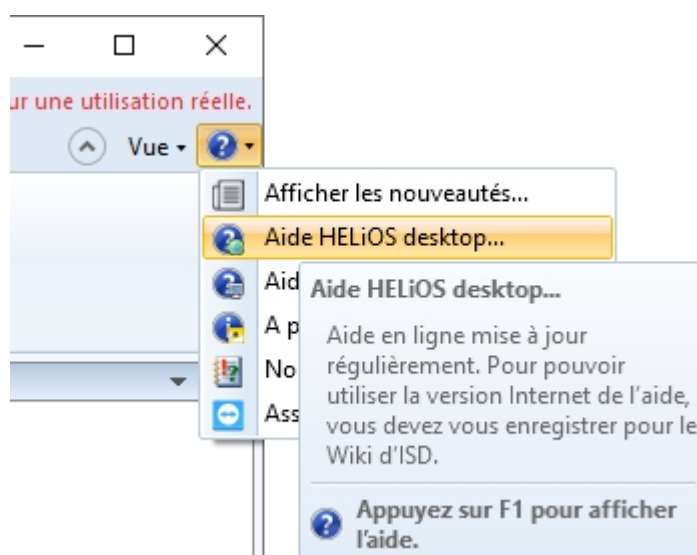 une utilisation réelle.
Vue
Afficher les nouveautés...
Aide HELiOS desktop...
Aid
A p
No
Ass
Aide HELiOS desktop...
Aide en ligne mise à jour
régulièrement. Pour pouvoir
utiliser la version Internet de l'aide,
vous devez vous enregistrer pour le
Wiki d'ISD.
Appuyez sur F1 pour afficher
l'aide.